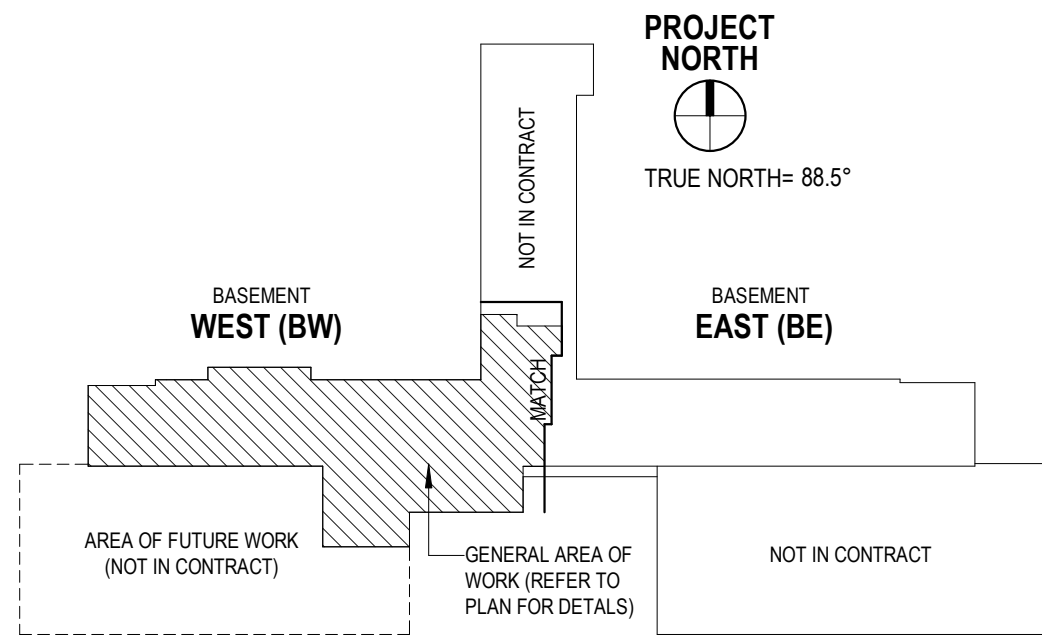 PROJECT
NORTH
TRUE NORTH= 88.5°
NOT IN CONTRACT
BASEMENT
WEST (BW)
BASEMENT
EAST (BE)
MATCH
AREA OF FUTURE WORK
(NOT IN CONTRACT)
GENERAL AREA OF
WORK (REFER TO
PLAN FOR DETALS)
NOT IN CONTRACT